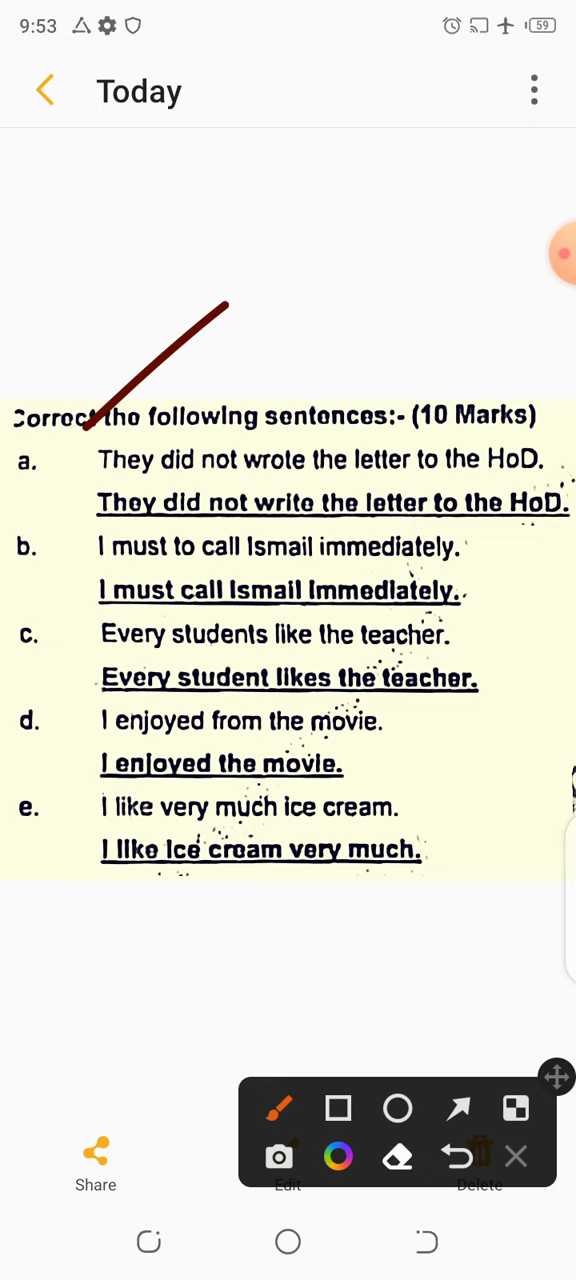 9:53
59
Today
Correct the following sentences:- (10 Marks)
a. They did not wrote the letter to the HoD.
They did not write the letter to the HoD.
b. I must to call Ismail immediately.
I must call Ismail immediately.
c. Every students like the teacher.
Every student likes the teacher.
d. I enjoyed from the movie.
I enjoyed the movie.
e. I like very much ice cream.
I like ice cream very much.
Share Edit Delete